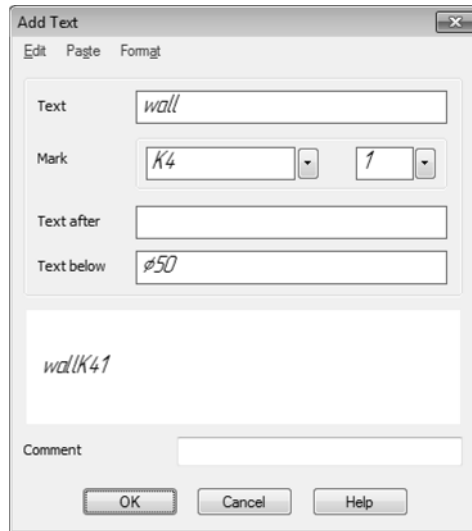 Add Text
Edit Paste Format
Text wall
Mark K4 1
Text after
Text below ø50
wallK41
Comment
OK Cancel Help